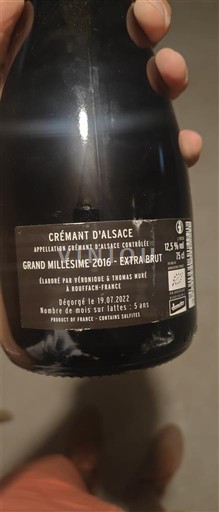 CRÉMANT D'ALSACE
APPELLATION CRÉMANT D'ALSACE CONTRÔLÉE
GRAND MILLÉSIME 2016 - EXTRA BRUT
ÉLABORÉ PAR VÉRONIQUE & THOMAS MURÉ
À ROUFFACH-FRANCE
Dégorgé le 19.07.2022
Nombre de mois sur lattes : 5 ans
PRODUCT OF FRANCE - CONTAINS SULFITES
12,5 % vol
75 cl
demeter
VINIOU